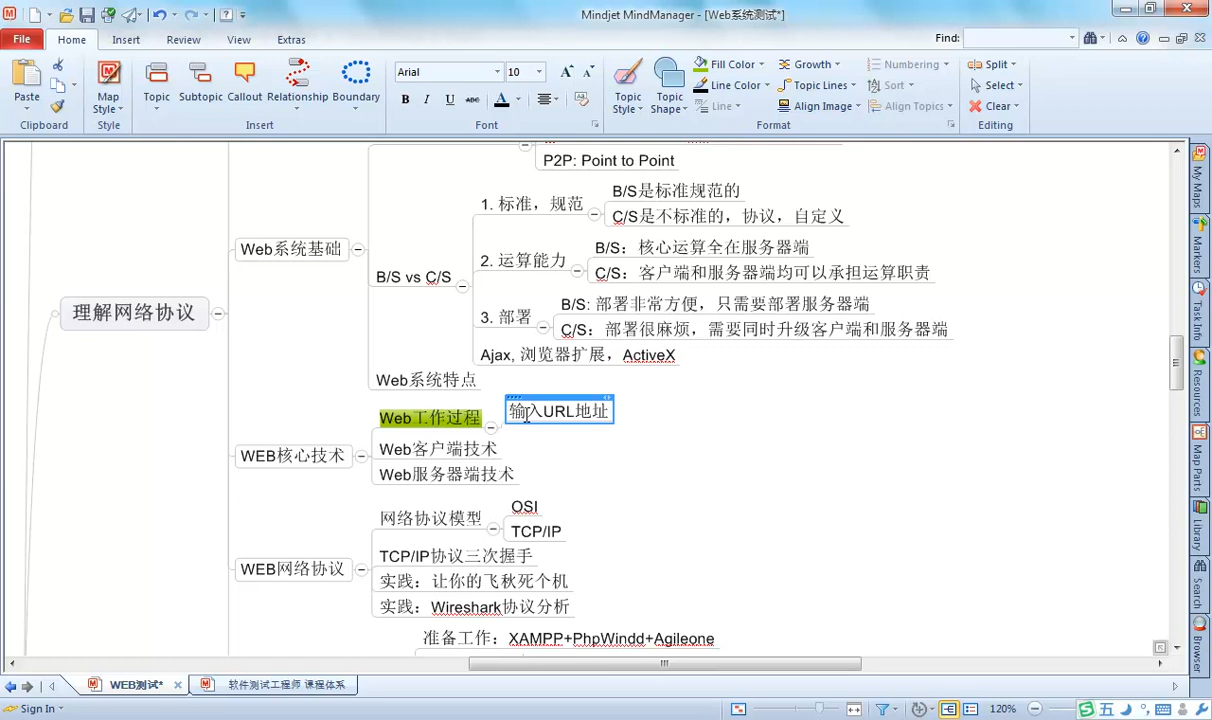 Mindjet MindManager - [Web系统测试*]
File Home Insert Review View Extras
Find:
Paste
Clipboard
Map Style
Style
Topic Subtopic Callout Relationship Boundary
Insert
Arial 10
B I U abc A
Font
Topic Style
Topic Shape
Fill Color Growth Numbering
Line Color Topic Lines Sort
Line Align Image Align Topics
Format
Split
Select
Clear
Editing
P2P: Point to Point
1. 标准，规范
B/S是标准规范的
C/S是不标准的，协议，自定义
Web系统基础
B/S vs C/S
2. 运算能力
B/S：核心运算全在服务器端
C/S：客户端和服务器端均可以承担运算职责
理解网络协议
3. 部署
B/S: 部署非常方便，只需要部署服务器端
C/S：部署很麻烦，需要同时升级客户端和服务器端
Ajax, 浏览器扩展，ActiveX
Web系统特点
Web工作过程
输入URL地址
WEB核心技术
Web客户端技术
Web服务器端技术
网络协议模型
OSI
TCP/IP
WEB网络协议
TCP/IP协议三次握手
实践：让你的飞秋死个机
实践：Wireshark协议分析
准备工作：XAMPP+PhpWindd+Agileone
My Maps
Markers
Task Info
Resources
Map Parts
Library
Search
Browser
WEB测试*
软件测试工程师 课程体系
Sign In
120%
五